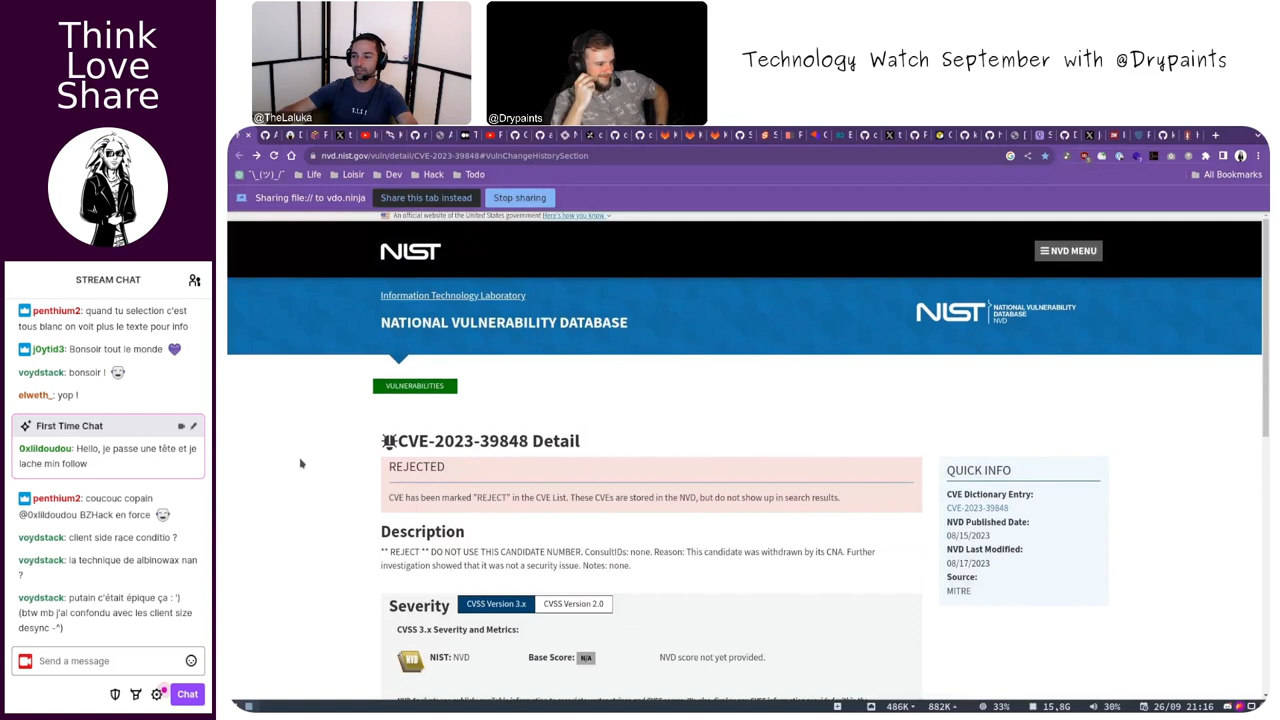 Think
Love
Share
@TheLaluka
@Drypaints
Technology Watch September with @Drypaints
nvd.nist.gov/vuln/detail/CVE-2023-39848#VulnChangeHistorySection
¯\_(ツ)_/¯ Life Loisir Dev Hack Todo All Bookmarks
Sharing file:// to vdo.ninja Share this tab instead Stop sharing
An official website of the United States government Here's how you know
NIST
NVD MENU
Information Technology Laboratory
NATIONAL VULNERABILITY DATABASE
NIST NATIONAL VULNERABILITY
DATABASE
NVD
VULNERABILITIES
CVE-2023-39848 Detail
REJECTED
CVE has been marked "REJECT" in the CVE List. These CVEs are stored in the NVD, but do not show up in search results.
Description
** REJECT ** DO NOT USE THIS CANDIDATE NUMBER. ConsultIDs: none. Reason: This candidate was withdrawn by its CNA. Further
investigation showed that it was not a security issue. Notes: none.
Severity CVSS Version 3.x CVSS Version 2.0
CVSS 3.x Severity and Metrics:
NVD
NIST: NVD Base Score: N/A NVD score not yet provided.
QUICK INFO
CVE Dictionary Entry:
CVE-2023-39848
NVD Published Date:
08/15/2023
NVD Last Modified:
08/17/2023
Source:
MITRE
STREAM CHAT
penthium2: quand tu selection c'est
tous blanc on voit plus le texte pour info
j0ytid3: Bonsoir tout le monde
voydstack: bonsoir !
elweth_: yop !
First Time Chat
0xlildoudou: Hello, je passe une tête et je
lache min follow
penthium2: coucouc copain
@0xlildoudou BZHack en force
voydstack: client side race conditio ?
voydstack: la technique de albinowax nan
?
voydstack: putain c'était épique ça : ')
(btw mb j'ai confondu avec les client size
desync -^)
Send a message
Chat
486K 882K 33% 15,8G 30% 26/09 21:16